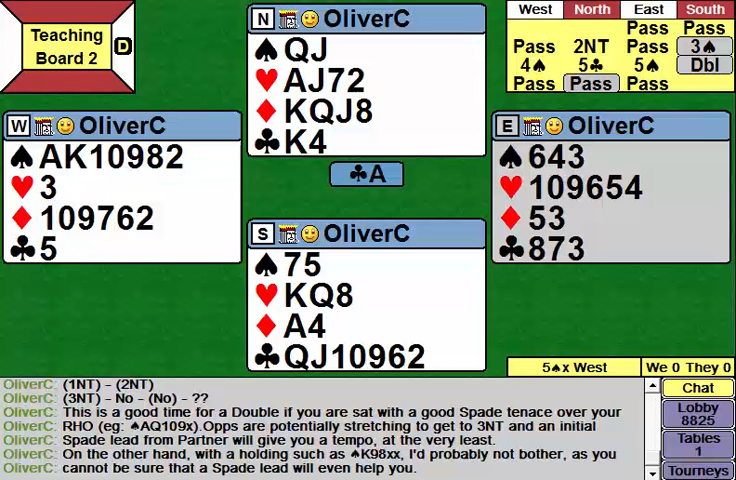 Teaching
Board 2
D
N OliverC
♠QJ
♥AJ72
♦KQJ8
♣K4
West North East South
Pass Pass
Pass 2NT Pass 3♠
4♠ 5♣ 5♠ Dbl
Pass Pass Pass
W OliverC
♠AK10982
♥3
♦109762
♣5
♣A
E OliverC
♠643
♥109654
♦53
♣873
S OliverC
♠75
♥KQ8
♦A4
♣QJ10962
5♠x West
We 0 They 0
OliverC: (1NT) - (2NT)
OliverC: (3NT) - No - (No) - ??
OliverC: This is a good time for a Double if you are sat with a good Spade tenace over your
OliverC: RHO (eg: ♠AQ109x).Opps are potentially stretching to get to 3NT and an initial
OliverC: Spade lead from Partner will give you a tempo, at the very least.
OliverC: On the other hand, with a holding such as ♠K98xx, I'd probably not bother, as you
OliverC: cannot be sure that a Spade lead will even help you.
Chat
Lobby
8825
Tables
1
Tourneys